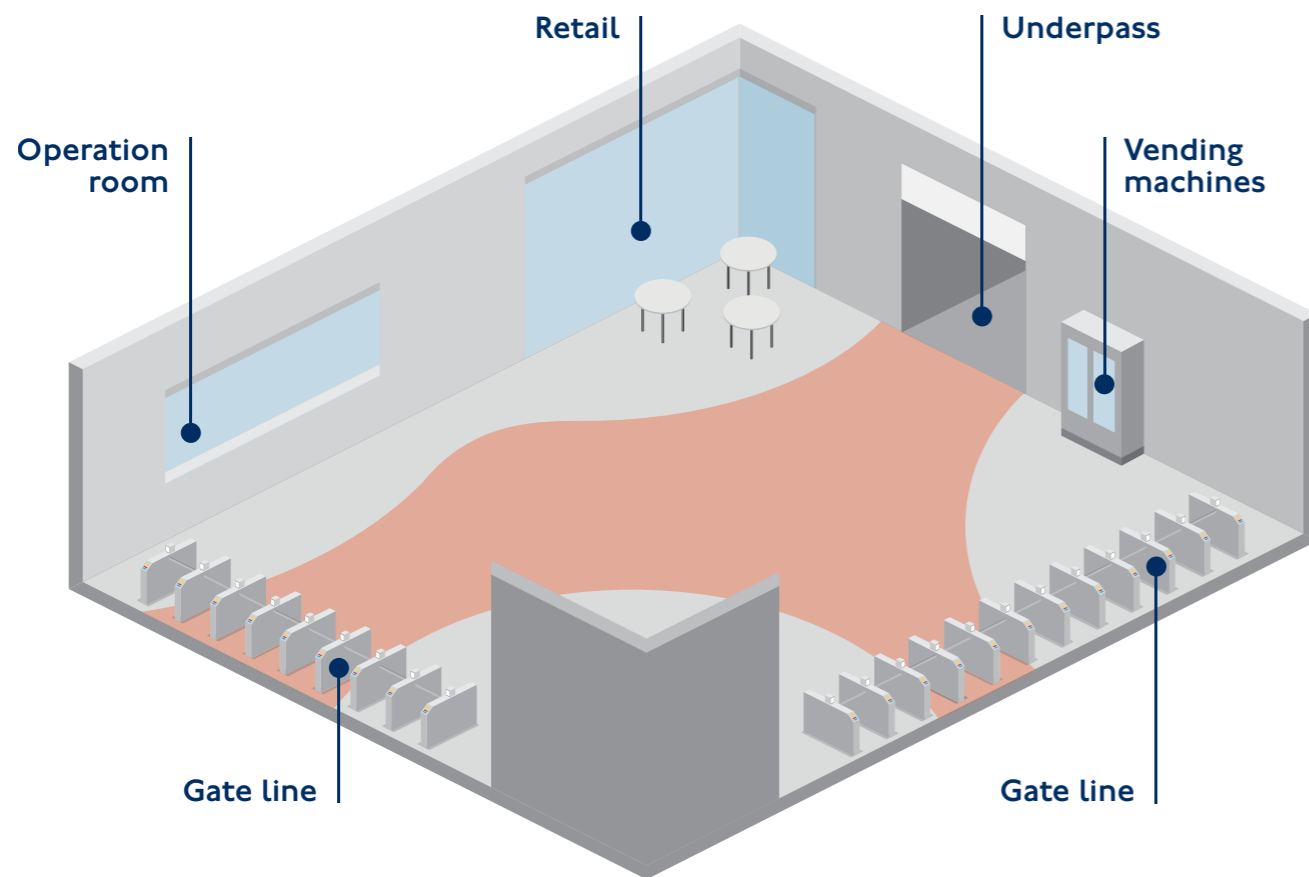 Retail
Underpass
Operation
room
Vending
machines
Gate line
Gate line